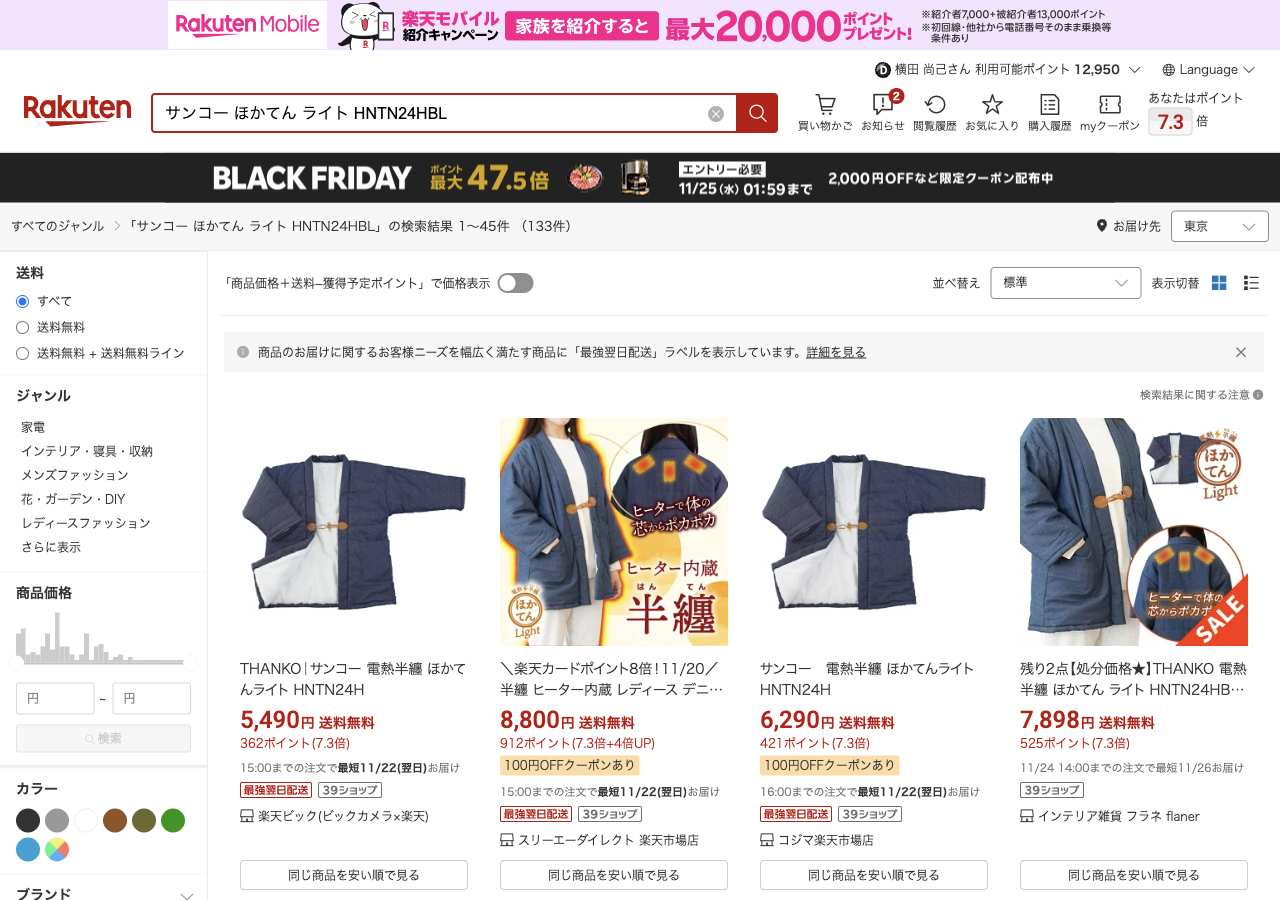 Rakuten Mobile
楽天モバイル
紹介キャンペーン
家族を紹介すると
最大20,000ポイントプレゼント!
※紹介者7,000+被紹介者13,000ポイント
※初回線・他社から電話番号そのまま乗換等
条件あり
横田 尚己さん 利用可能ポイント 12,950
Language
Rakuten
サンコー ほかてん ライト HNTN24HBL
買い物かご
2
お知らせ
閲覧履歴
お気に入り
購入履歴
myクーポン
あなたはポイント
7.3 倍
BLACK FRIDAY
ポイント最大47.5倍
エントリー必要
11/25(水) 01:59まで
2,000円OFFなど限定クーポン配布中
すべてのジャンル
「サンコー ほかてん ライト HNTN24HBL」の検索結果 1～45件 (133件)
お届け先
東京
送料
すべて
送料無料
送料無料 + 送料無料ライン
ジャンル
家電
インテリア・寝具・収納
メンズファッション
花・ガーデン・DIY
レディースファッション
さらに表示
商品価格
円 ~ 円
検索
カラー
ブランド
「商品価格＋送料–獲得予定ポイント」で価格表示
並べ替え
標準
表示切替
商品のお届けに関するお客様ニーズを幅広く満たす商品に「最強翌日配送」ラベルを表示しています。詳細を見る
検索結果に関する注意
THANKO｜サンコー 電熱半纏 ほかて
んライト HNTN24H
5,490円 送料無料
362ポイント(7.3倍)
15:00までの注文で最短11/22(翌日)お届け
最強翌日配送
39ショップ
楽天ビック(ビックカメラ×楽天)
同じ商品を安い順で見る
ヒーターで体の
芯からポカポカ
ヒーター内蔵
はん てん
半纏
電熱半纏
ほかてん
Light
＼楽天カードポイント8倍！11/20／
半纏 ヒーター内蔵 レディース デニ…
8,800円 送料無料
912ポイント(7.3倍+4倍UP)
100円OFFクーポンあり
15:00までの注文で最短11/22(翌日)お届け
最強翌日配送
39ショップ
スリーエーダイレクト 楽天市場店
同じ商品を安い順で見る
サンコー　電熱半纏 ほかてんライト
HNTN24H
6,290円 送料無料
421ポイント(7.3倍)
100円OFFクーポンあり
16:00までの注文で最短11/22(翌日)お届け
最強翌日配送
39ショップ
コジマ楽天市場店
同じ商品を安い順で見る
電熱半纏
ほかてん
Light
ヒーターで体の
芯からポカポカ
SALE
残り2点【処分価格★】THANKO 電熱
半纏 ほかてん ライト HNTN24HB…
7,898円 送料無料
525ポイント(7.3倍)
11/24 14:00までの注文で最短11/26お届け
39ショップ
インテリア雑貨 フラネ flaner
同じ商品を安い順で見る